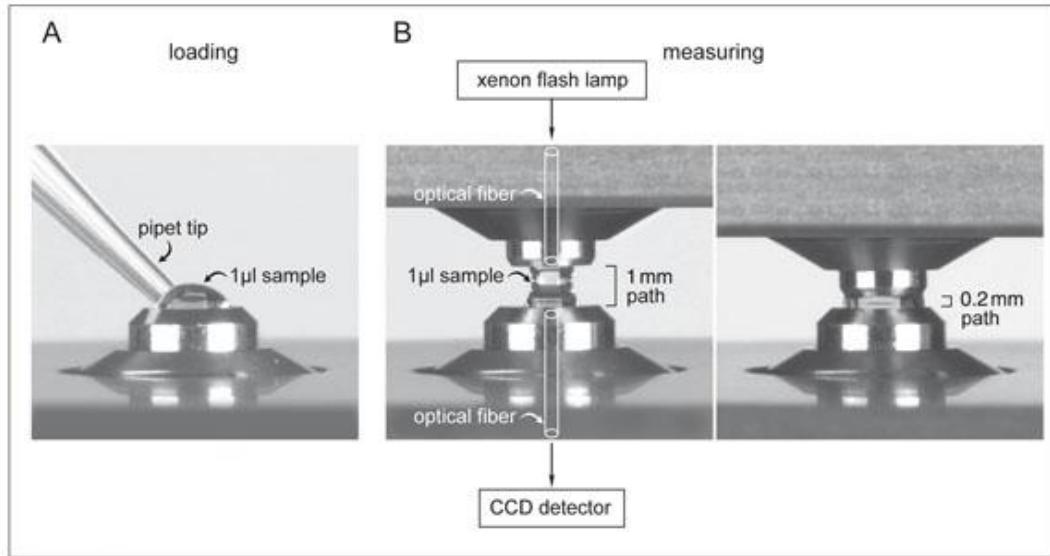 A
loading
pipet tip
1µl sample
B
measuring
xenon flash lamp
optical fiber
1µl sample
1 mm
path
optical fiber
CCD detector
0.2 mm
path